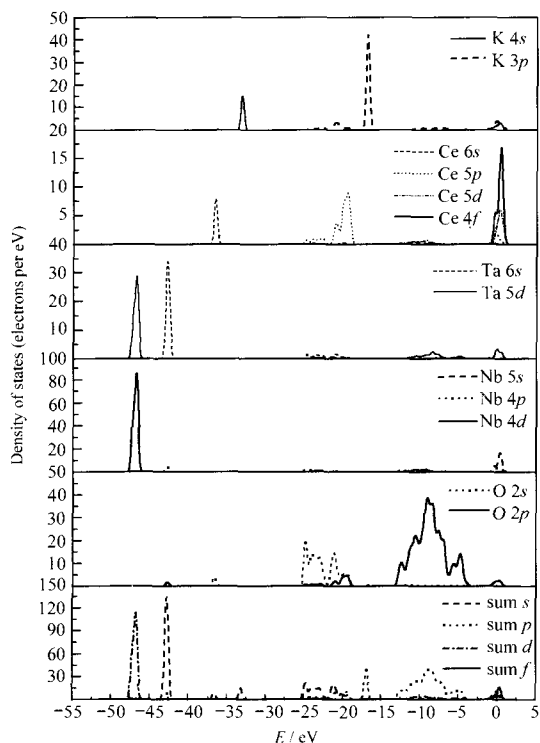 50
40
30
20
10
20
K 4s
K 3p
15
10
5
40
Ce 6s
Ce 5p
Ce 5d
Ce 4f
30
20
10
100
Ta 6s
Ta 5d
80
60
40
20
50
Nb 5s
Nb 4p
Nb 4d
40
30
20
10
150
O 2s
O 2p
120
90
60
30
sum s
sum p
sum d
sum f
Density of states (electrons per eV)
−55 −50 −45 −40 −35 −30 −25 −20 −15 −10 −5 0 5
E / eV